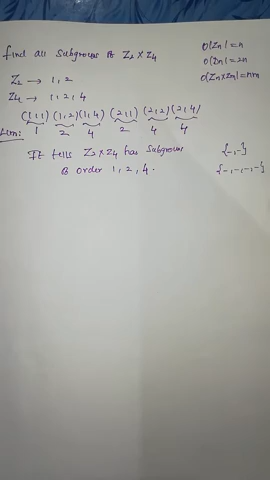 Find all Subgroups of Z2 × Z4
O(Zn) = n
O(Dn) = 2n
O(Zn×Zm) = nm
Z2 → 1, 2
Z4 → 1, 2, 4
(1,1) (1,2) (1,4) (2,1) (2,2) (2,4)
Lcm: 1 2 4 2 4 4
It tells Z2×Z4 has Subgroups
of order 1, 2, 4.
{-,-}
{-,-,-,-}